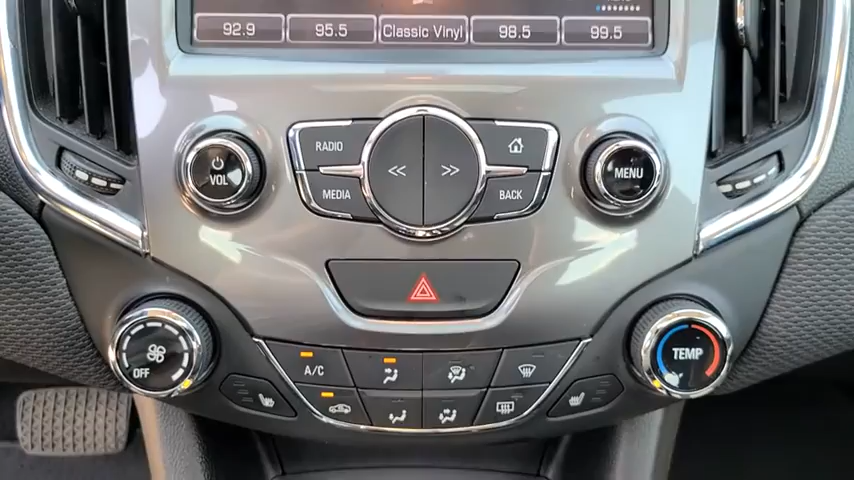 92.9 95.5 Classic Vinyl 98.5 99.5
RADIO
VOL MENU
MEDIA BACK
OFF A/C TEMP